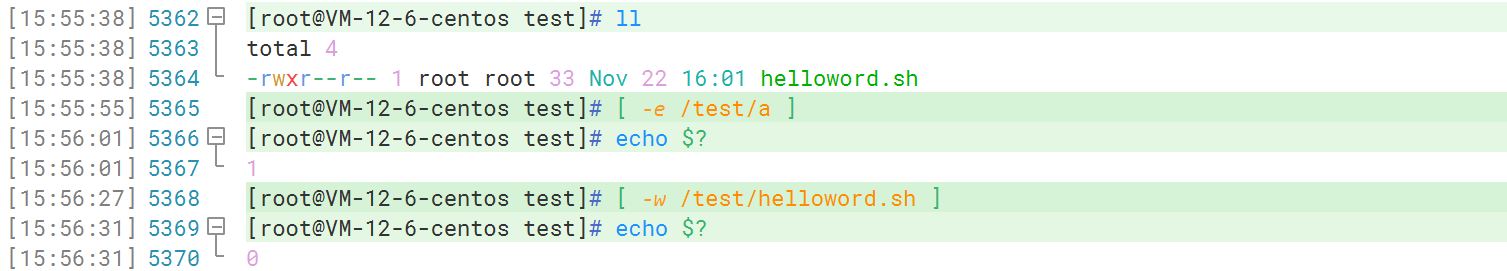 [15:55:38] 5362 [root@VM-12-6-centos test]# ll
[15:55:38] 5363 total 4
[15:55:38] 5364 -rwxr--r-- 1 root root 33 Nov 22 16:01 helloword.sh
[15:55:55] 5365 [root@VM-12-6-centos test]# [ -e /test/a ]
[15:56:01] 5366 [root@VM-12-6-centos test]# echo $?
[15:56:01] 5367 1
[15:56:27] 5368 [root@VM-12-6-centos test]# [ -w /test/helloword.sh ]
[15:56:31] 5369 [root@VM-12-6-centos test]# echo $?
[15:56:31] 5370 0